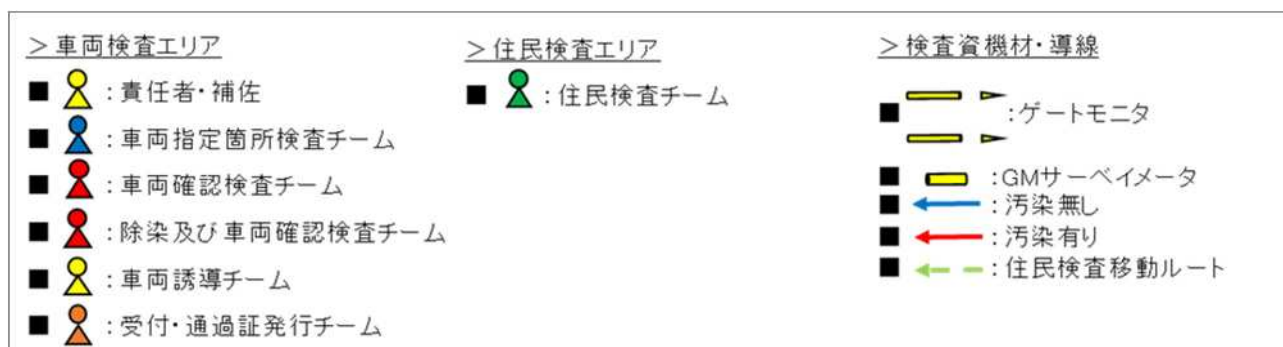 ＞車両検査エリア
■ ：責任者・補佐
■ ：車両指定箇所検査チーム
■ ：車両確認検査チーム
■ ：除染及び車両確認検査チーム
■ ：車両誘導チーム
■ ：受付・通過証発行チーム
＞住民検査エリア
■ ：住民検査チーム
＞検査資機材・導線
■ ：ゲートモニタ
■ ：GMサーベイメータ
■ ：汚染無し
■ ：汚染有り
■ ：住民検査移動ルート